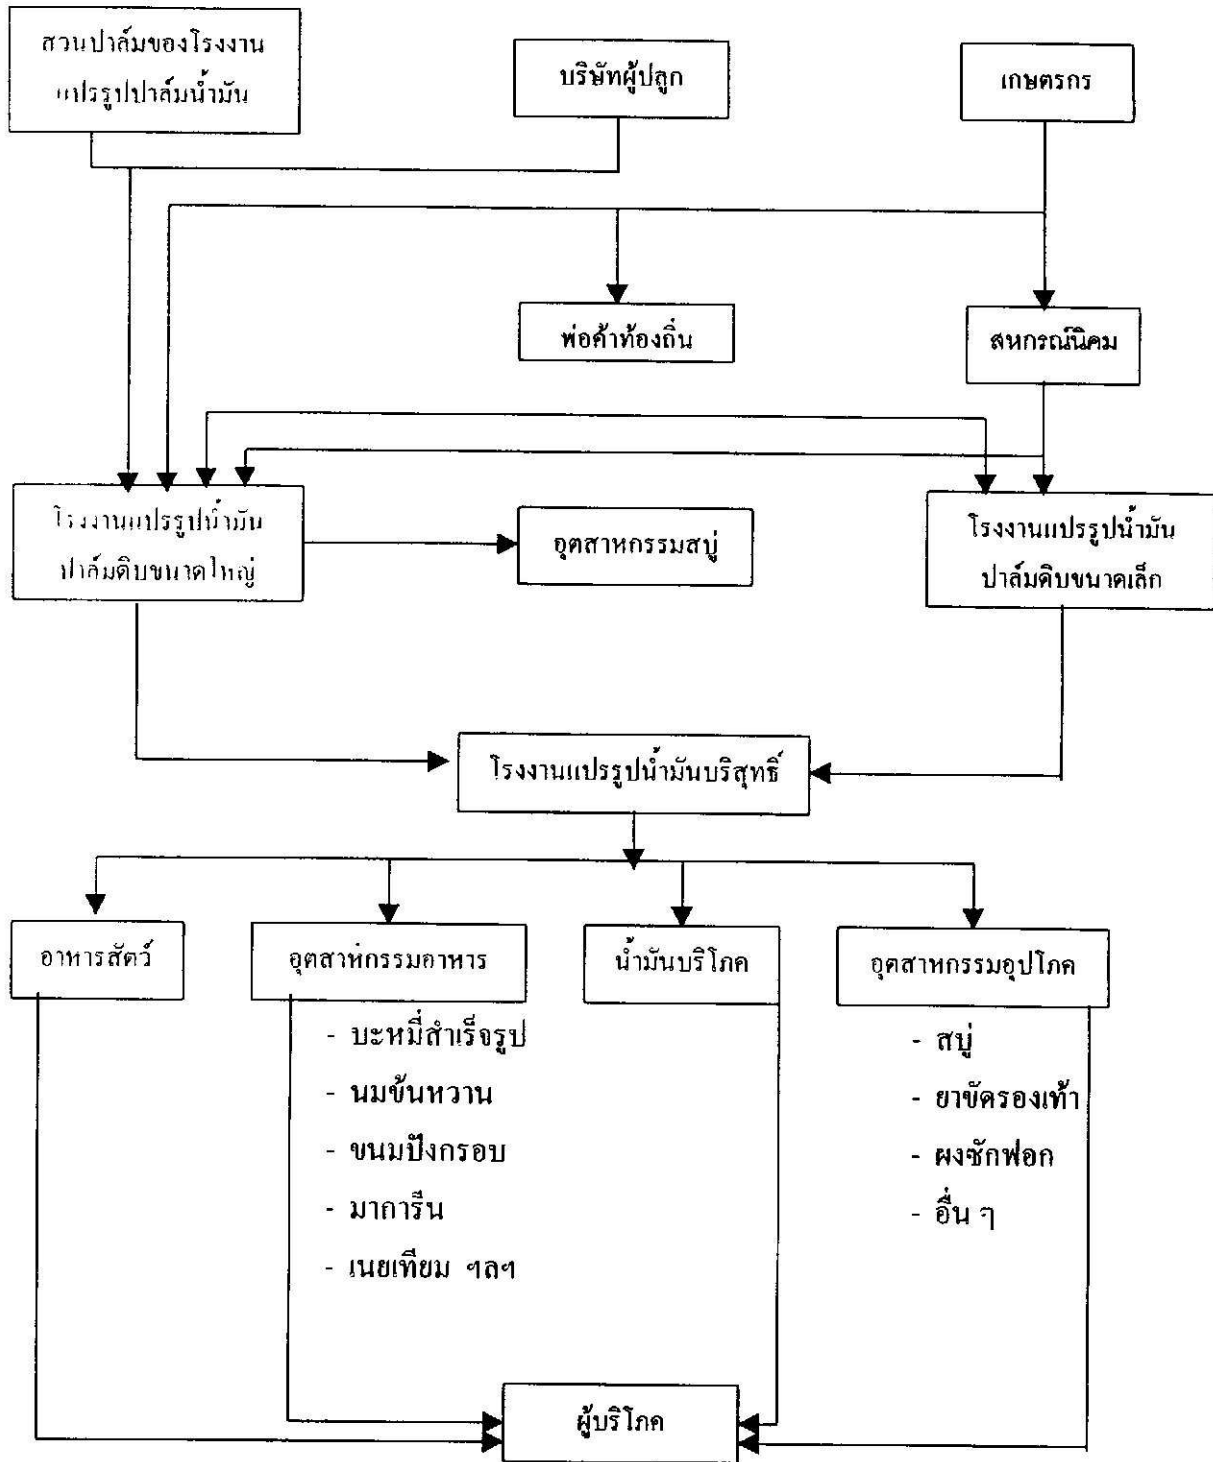 สวนปาล์มของโรงงาน
แปรรูปปาล์มน้ำมัน
บริษัทผู้ปลูก
เกษตรกร
พ่อค้าท้องถิ่น
สหกรณ์นิคม
โรงงานแปรรูปน้ำมัน
ปาล์มดิบขนาดใหญ่
อุตสาหกรรมสบู่
โรงงานแปรรูปน้ำมัน
ปาล์มดิบขนาดเล็ก
โรงงานแปรรูปน้ำมันบริสุทธิ์
อาหารสัตว์
อุตสาหกรรมอาหาร
น้ำมันบริโภค
อุตสาหกรรมอุปโภค
- บะหมี่สำเร็จรูป
- นมข้นหวาน
- ขนมปังกรอบ
- มาการีน
- เนยเทียม ฯลฯ
- สบู่
- ยาขัดรองเท้า
- ผงซักฟอก
- อื่น ๆ
ผู้บริโภค